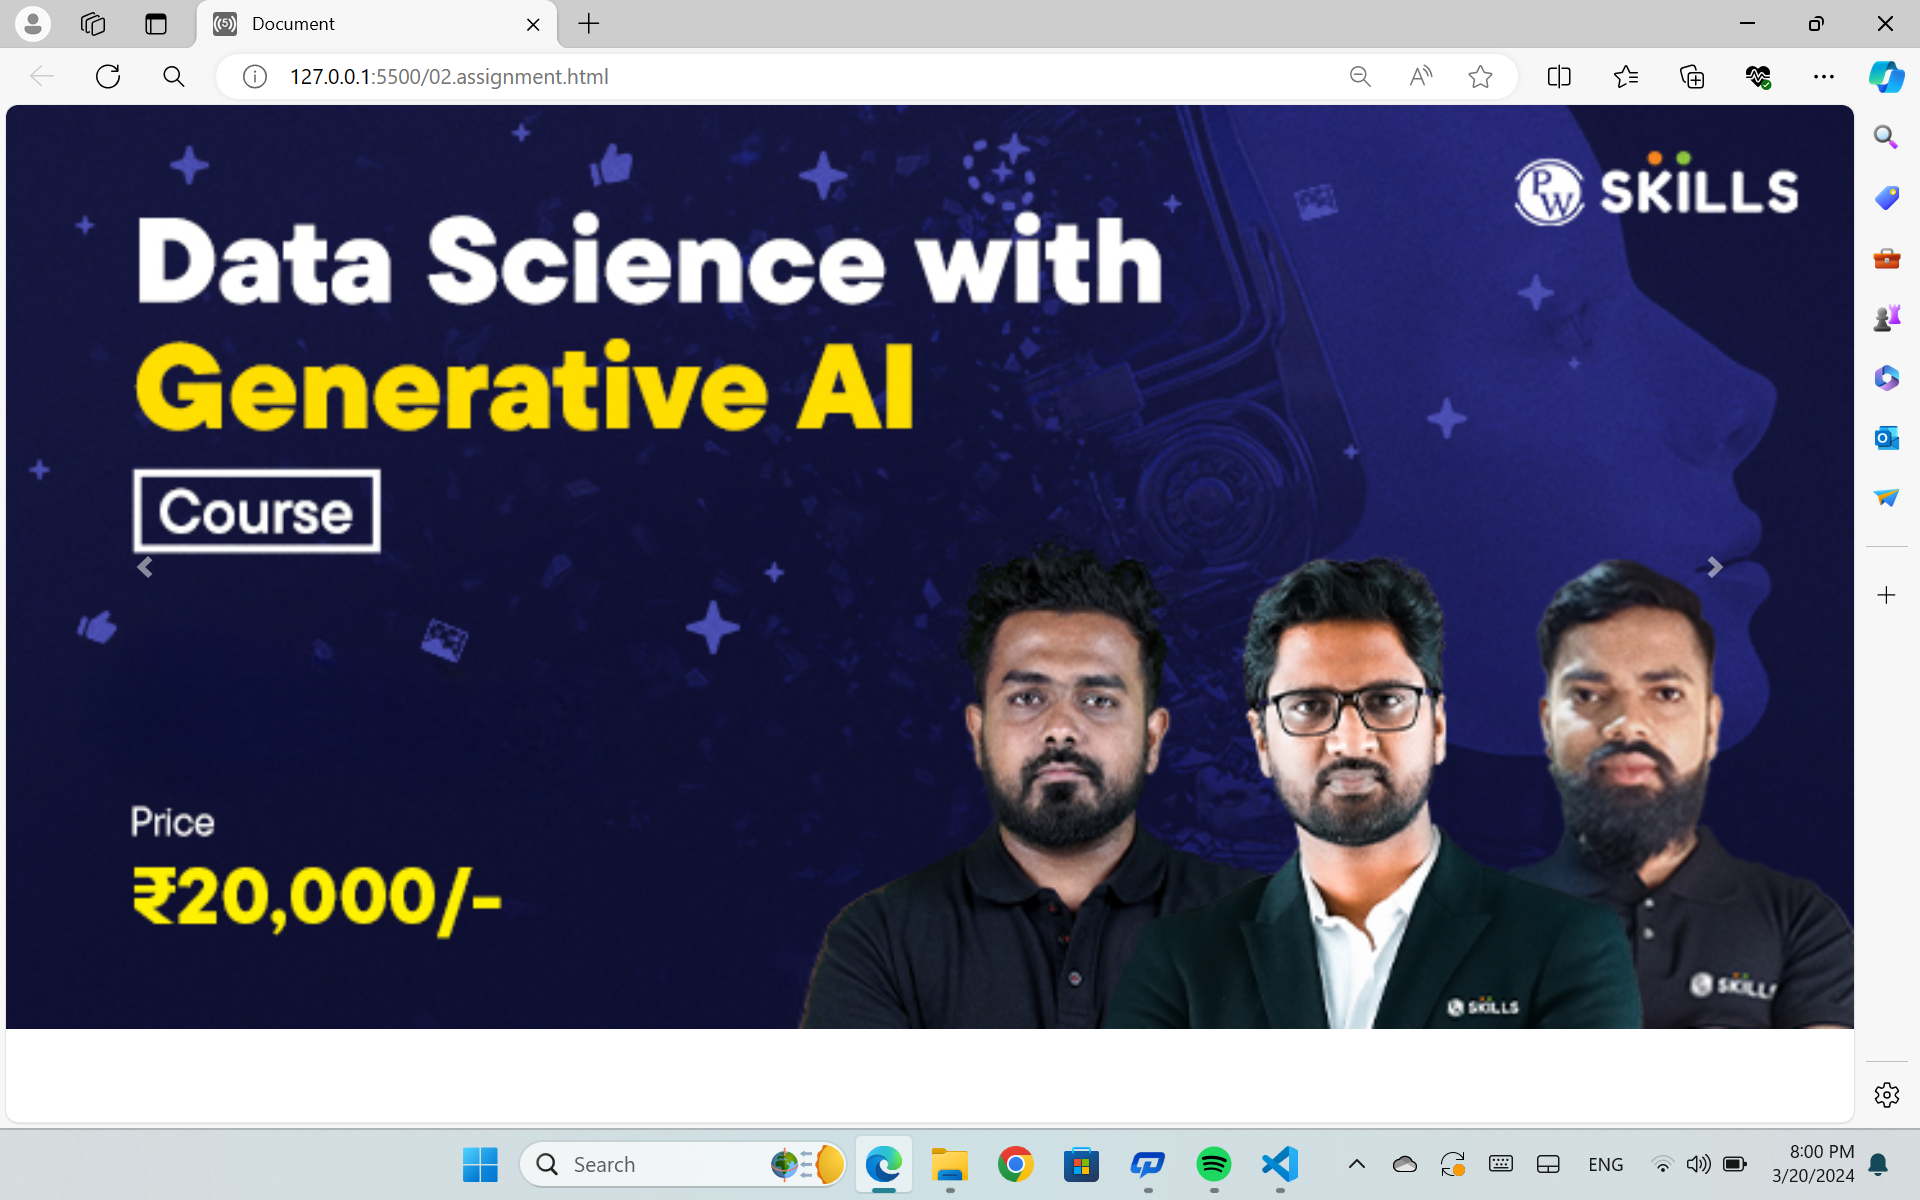 Document
127.0.0.1:5500/02.assignment.html
PW SKILLS
Data Science with
Generative AI
Course
Price
₹20,000/-
SKILLS
SKILLS
Search
ENG
8:00 PM
3/20/2024